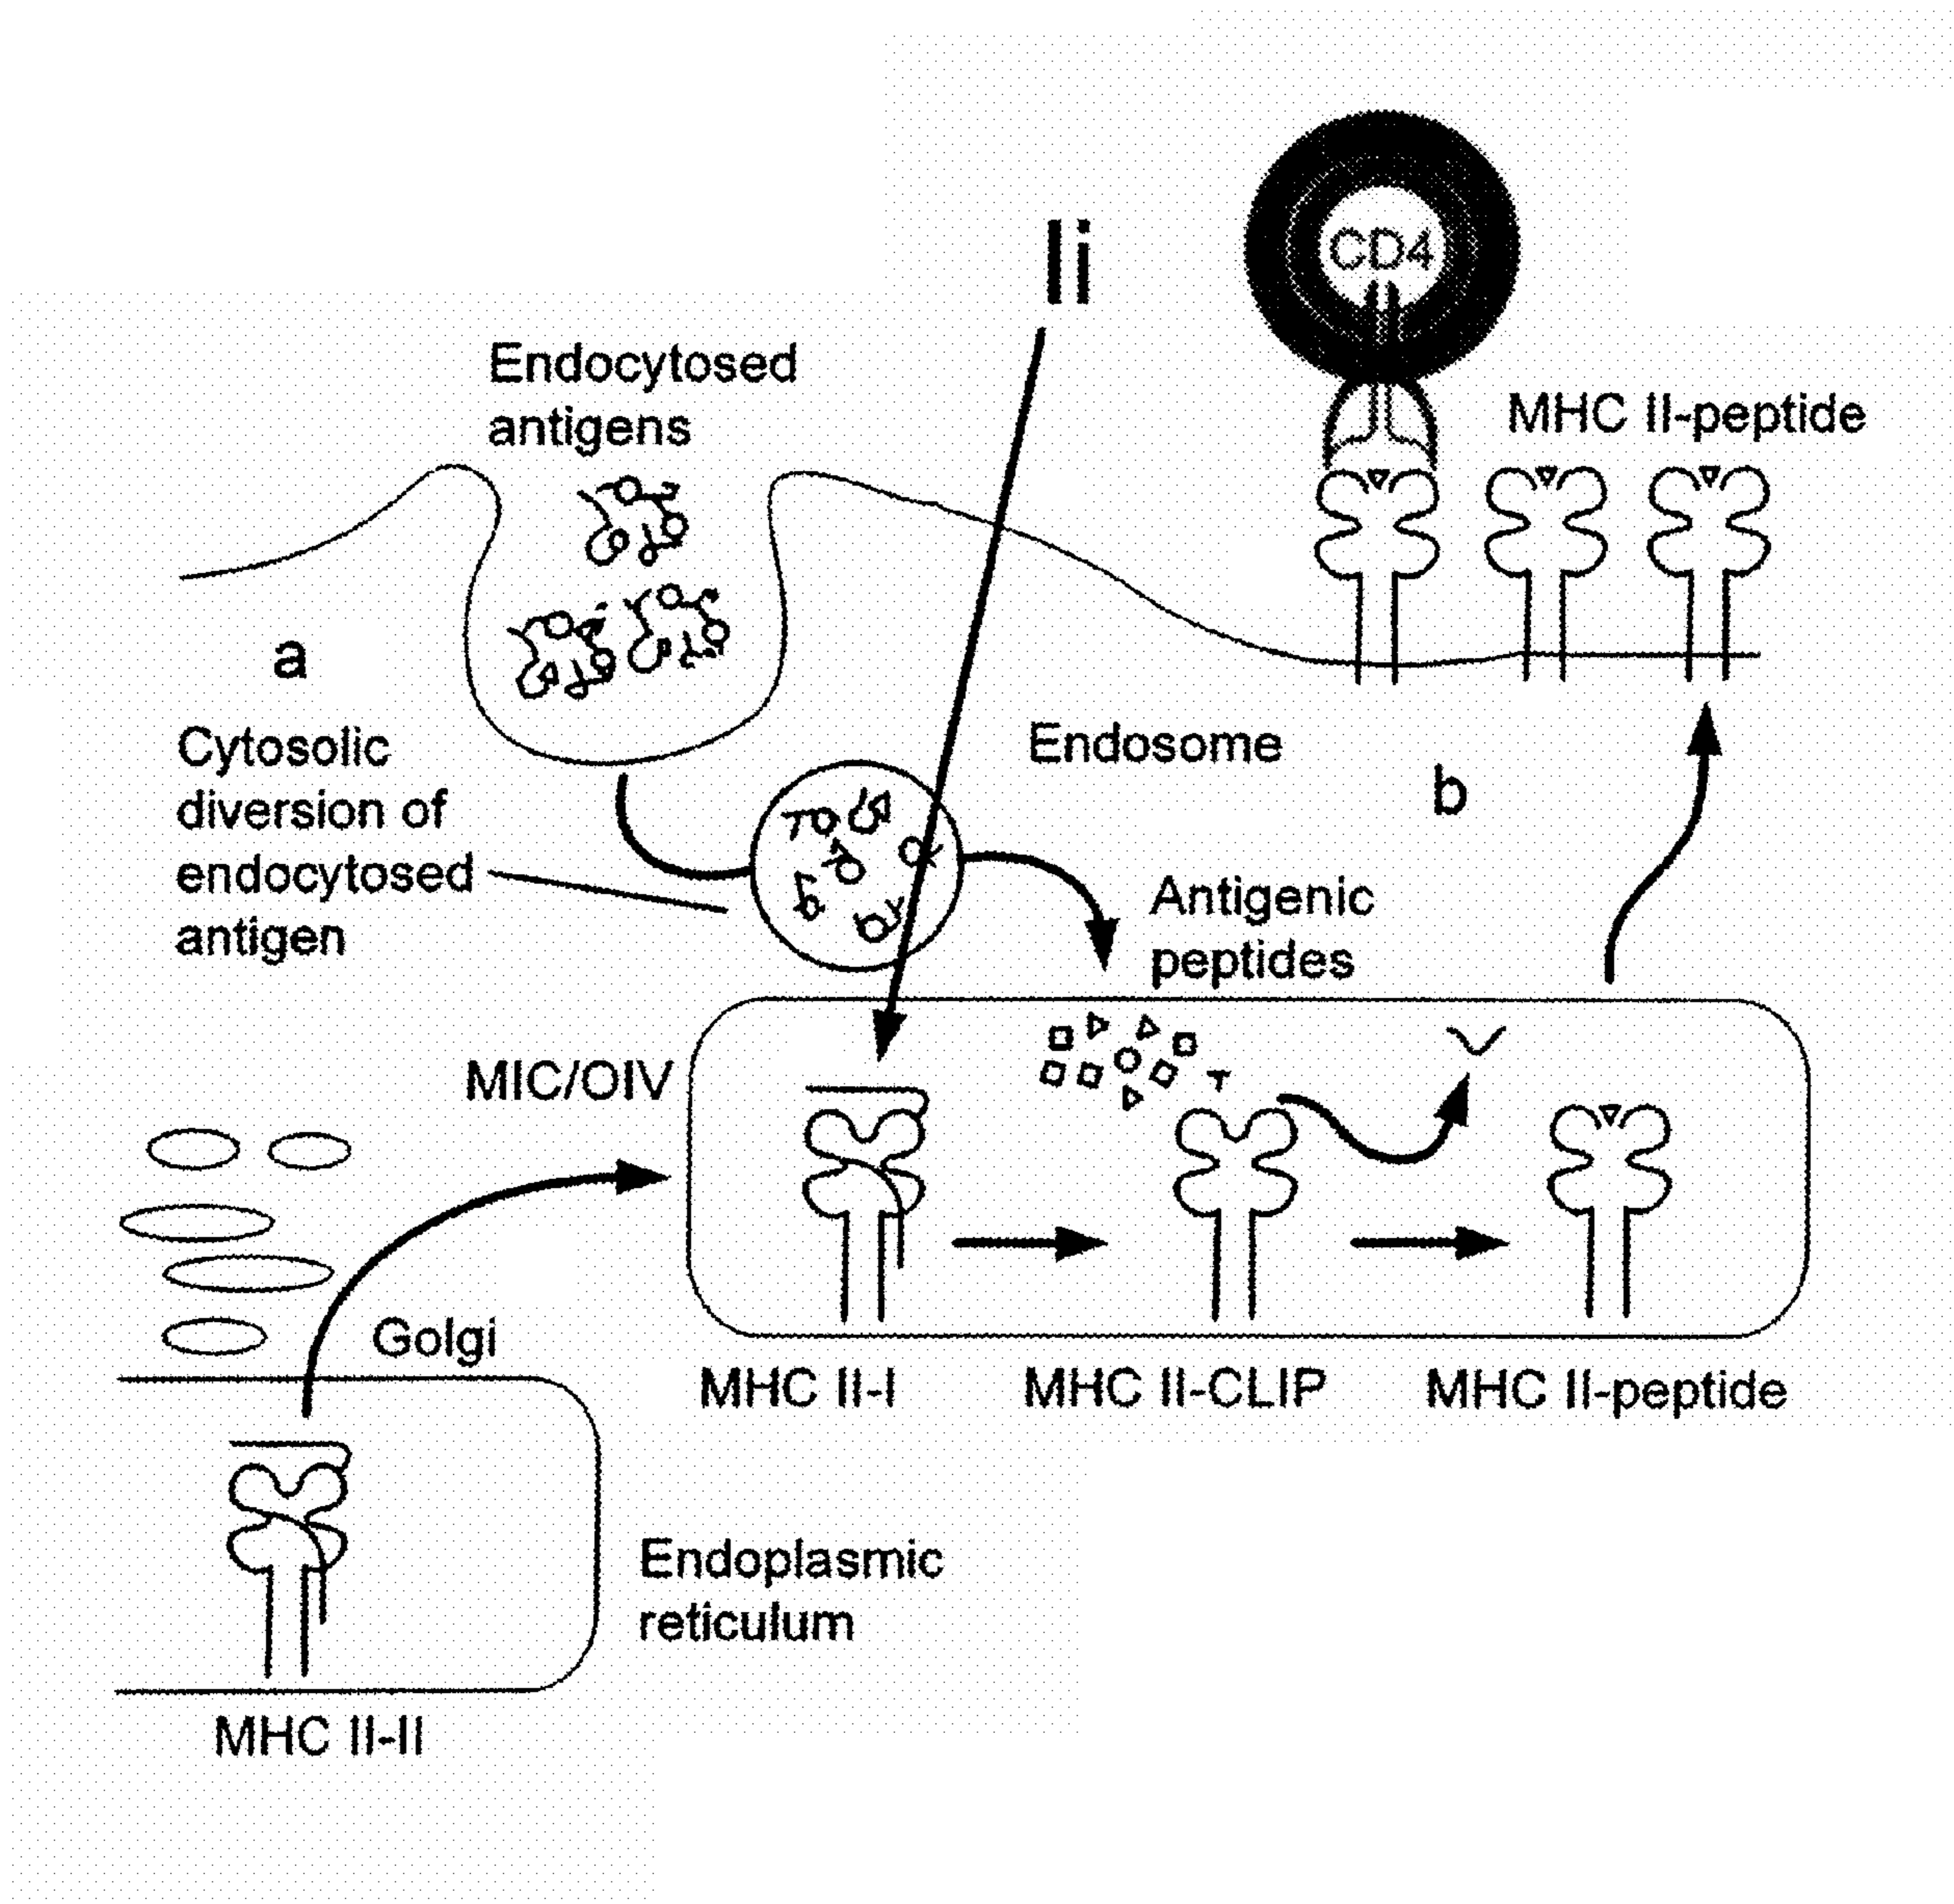 Ii
CD4
Endocytosed
antigens
MHC II-peptide
a
Cytosolic
diversion of
endocytosed
antigen
Endosome
b
Antigenic
peptides
MIC/OIV
Golgi
MHC II-I
MHC II-CLIP
MHC II-peptide
Endoplasmic
reticulum
MHC II-II